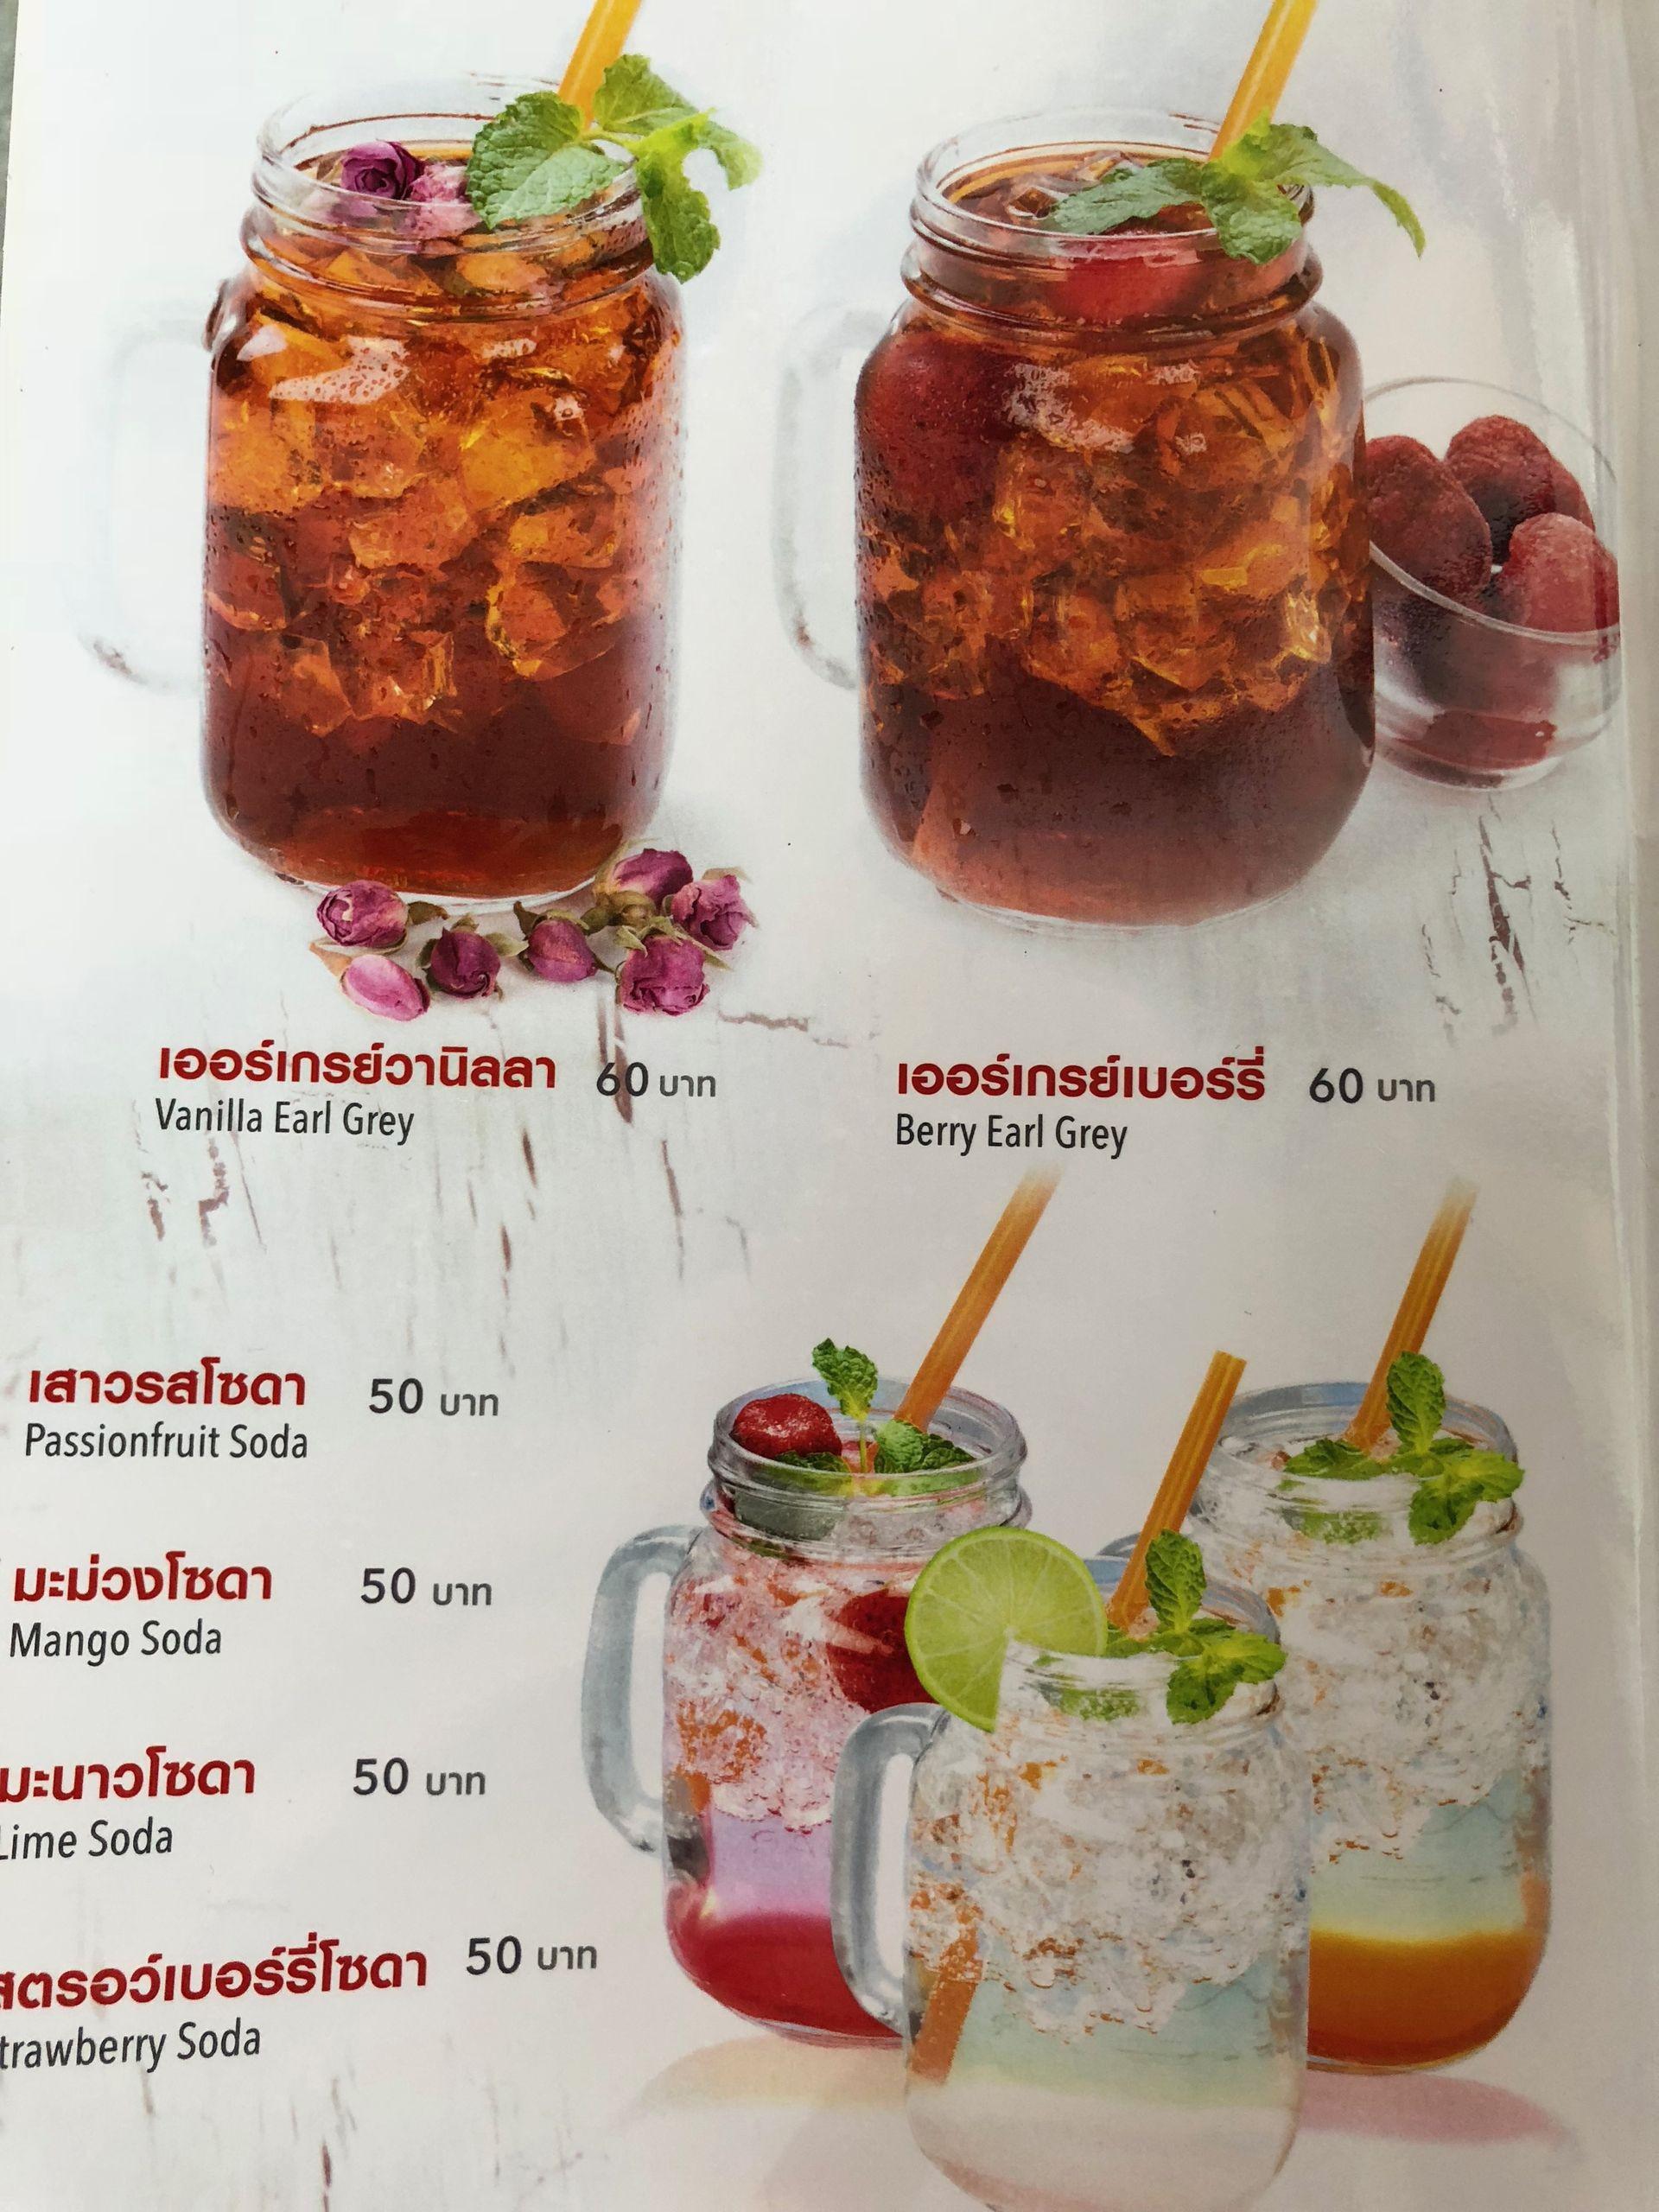 เออร์เกรย์วานิลลา 60 บาท
Vanilla Earl Grey
เออร์เกรย์เบอร์รี่ 60 บาท
Berry Earl Grey
เสาวรสโซดา 50 บาท
Passionfruit Soda
มะม่วงโซดา 50 บาท
Mango Soda
มะนาวโซดา 50 บาท
Lime Soda
สตรอว์เบอร์รี่โซดา 50 บาท
trawberry Soda